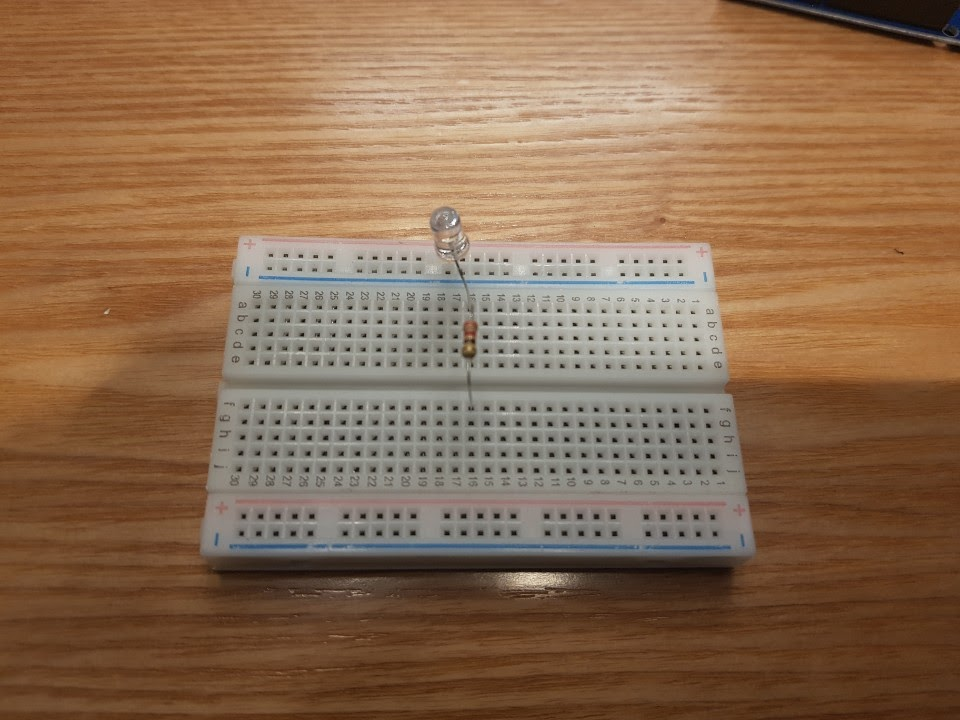 + +
- -
30 29 28 27 26 25 24 23 22 21 20 19 18 17 15 14 13 12 11 10 9 8 7 6 5 4 3 2 1
a a
b b
c c
d d
e e
f f
g g
h h
i i
j j
30 29 28 27 26 25 24 23 22 21 20 19 18 17 16 15 14 13 12 11 10 9 8 7 6 5 4 3 2 1
+ +
- -